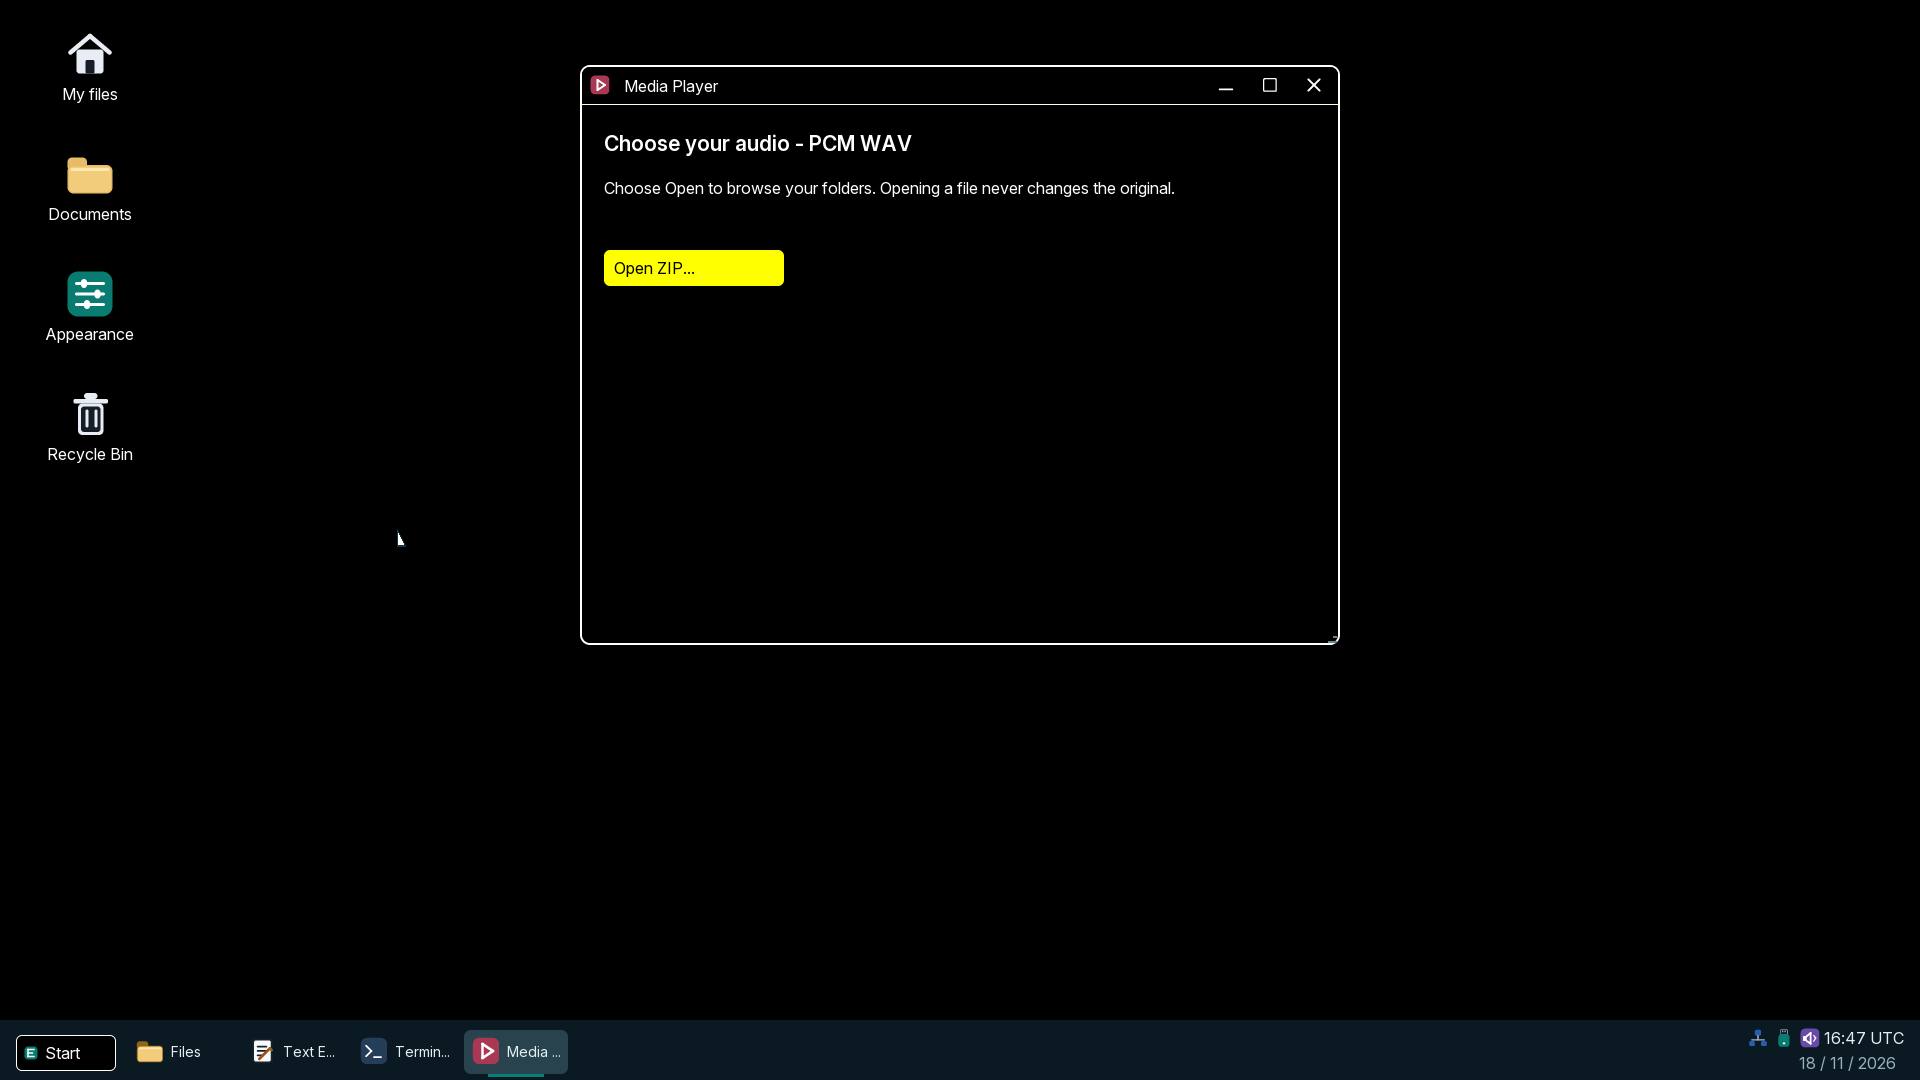 My files
Documents
Appearance
Recycle Bin
Media Player
Choose your audio - PCM WAV
Choose Open to browse your folders. Opening a file never changes the original.
Open ZIP...
Start
Files
Text E...
Termin...
Media ...
16:47 UTC
18 / 11 / 2026